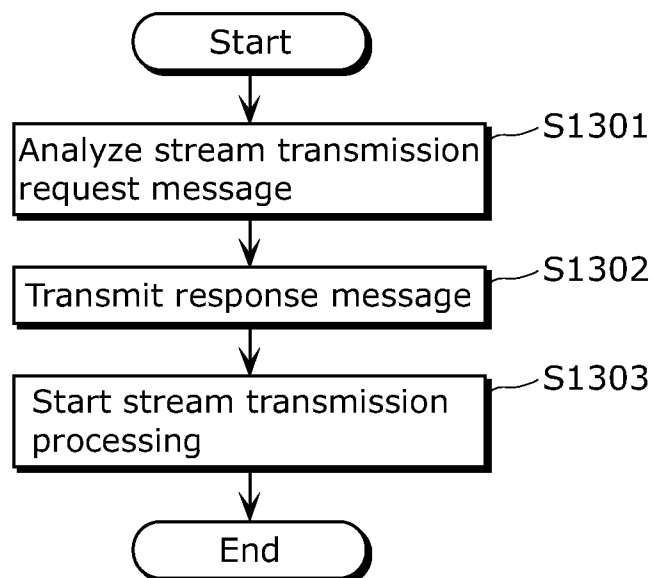 Start
Analyze stream transmission
request message
S1301
Transmit response message
S1302
Start stream transmission
processing
S1303
End